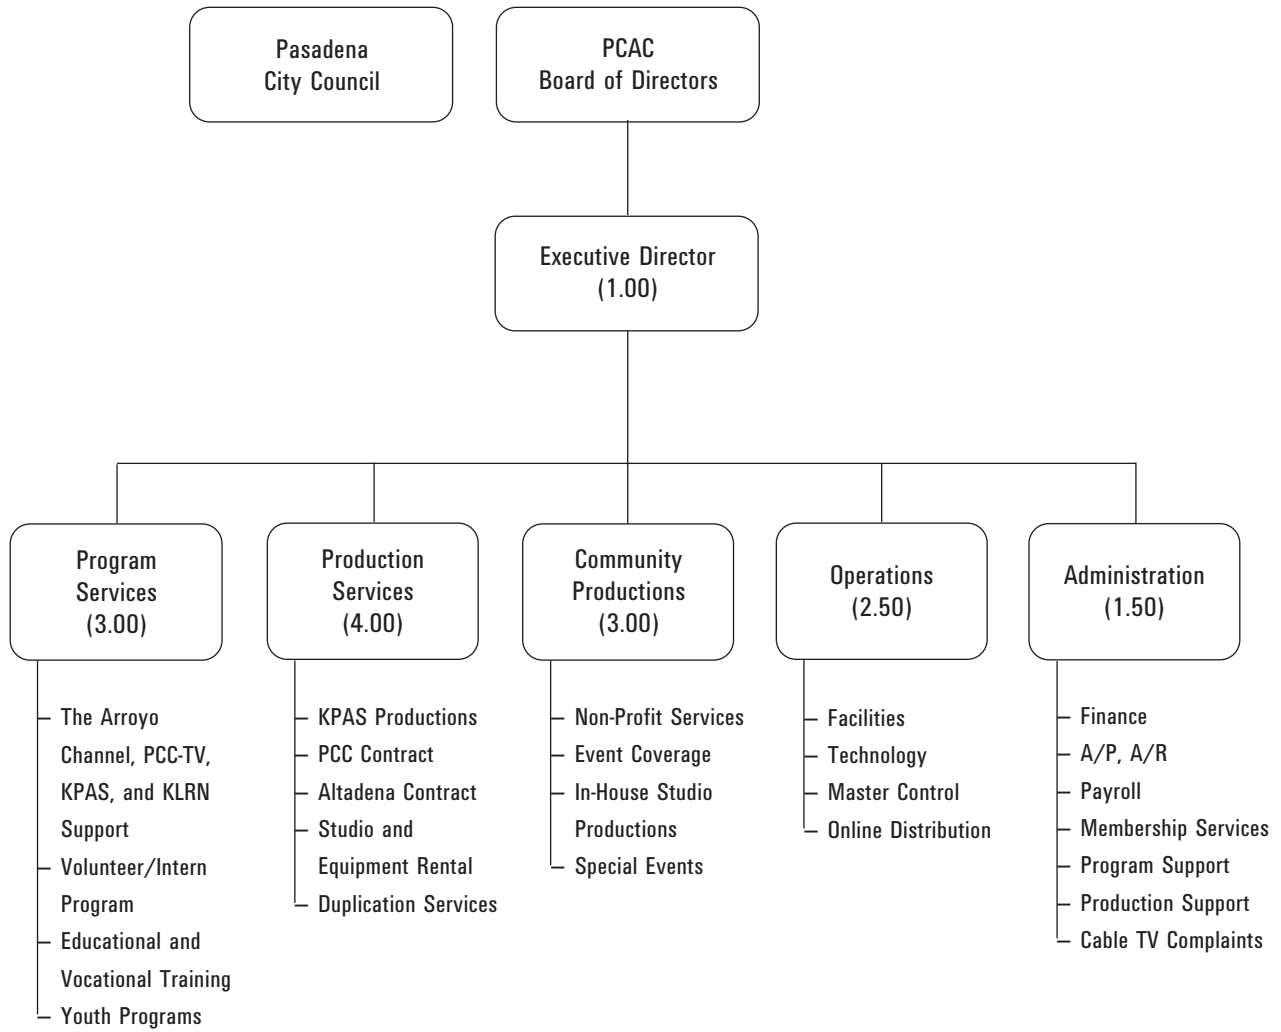 Pasadena
City Council
PCAC
Board of Directors
Executive Director
(1.00)
Program
Services
(3.00)
The Arroyo
Channel, PCC-TV,
KPAS, and KLRN
Support
Volunteer/Intern
Program
Educational and
Vocational Training
Youth Programs
Production
Services
(4.00)
KPAS Productions
PCC Contract
Altadena Contract
Studio and
Equipment Rental
Duplication Services
Community
Productions
(3.00)
Non-Profit Services
Event Coverage
In-House Studio
Productions
Special Events
Operations
(2.50)
Facilities
Technology
Master Control
Online Distribution
Administration
(1.50)
Finance
A/P, A/R
Payroll
Membership Services
Program Support
Production Support
Cable TV Complaints